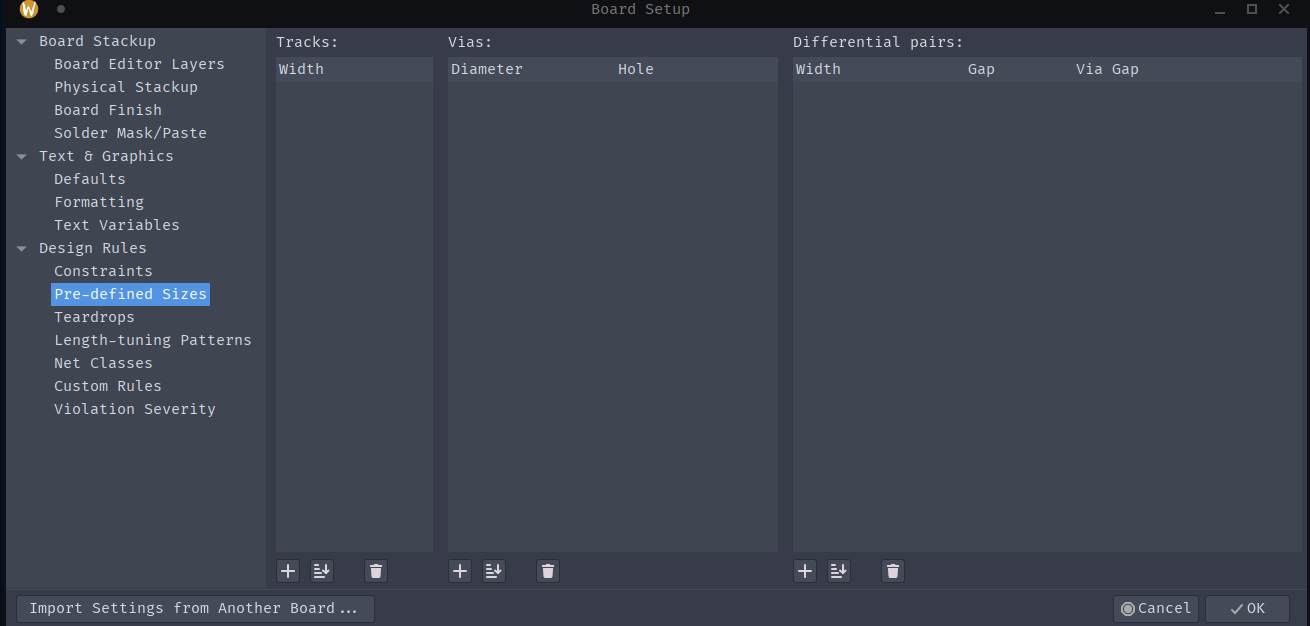 Board Setup
Board Stackup
Board Editor Layers
Physical Stackup
Board Finish
Solder Mask/Paste
Text & Graphics
Defaults
Formatting
Text Variables
Design Rules
Constraints
Pre-defined Sizes
Teardrops
Length-tuning Patterns
Net Classes
Custom Rules
Violation Severity
Tracks:
Width
Vias:
Diameter Hole
Differential pairs:
Width Gap Via Gap
Import Settings from Another Board...
Cancel
OK